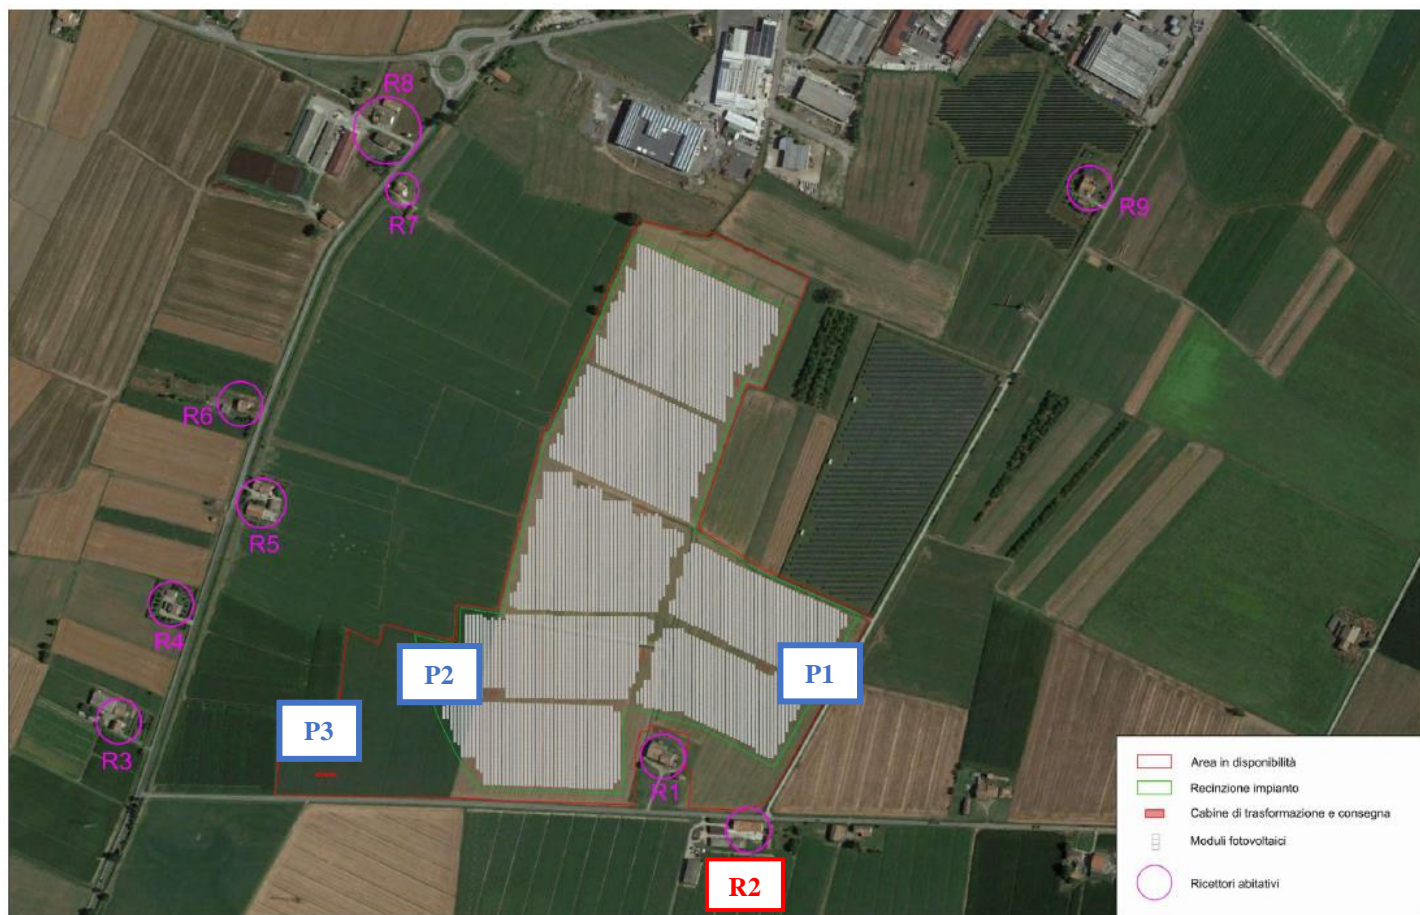 R8
R7
R9
R6
R5
R4
P2
P1
P3
R3
R1
R2
Area in disponibilità
Recinzione impianto
Cabine di trasformazione e consegna
Moduli fotovoltaici
Ricettori abitativi